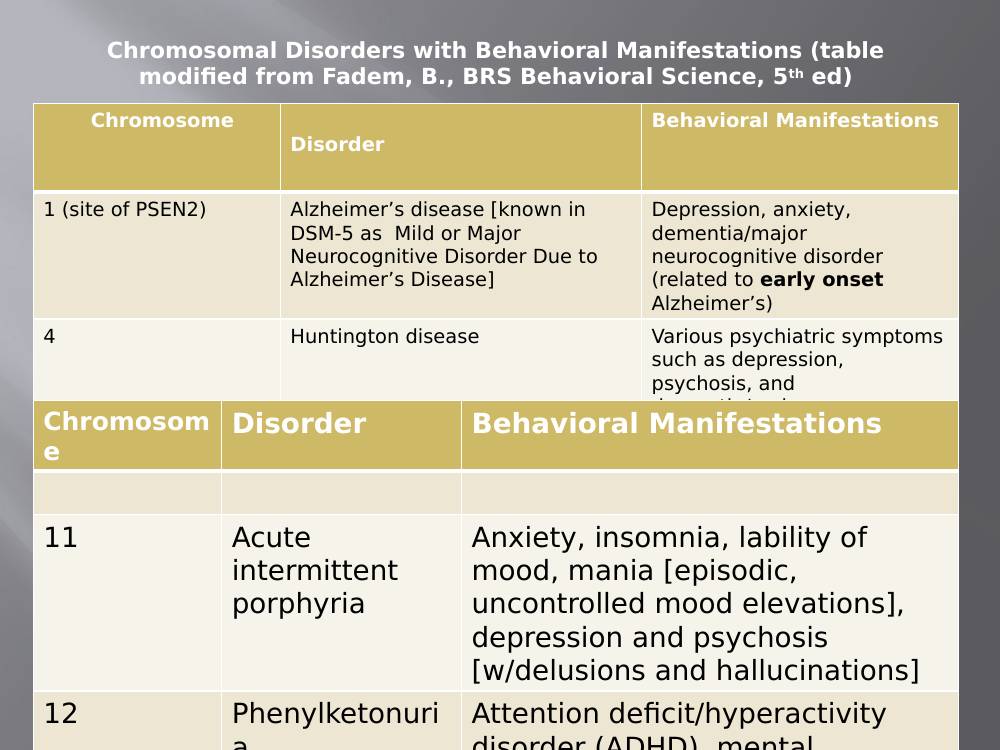 Chromosomal Disorders with Behavioral Manifestations (table
modified from Fadem, B., BRS Behavioral Science, 5th ed)
Chromosome
Disorder
Behavioral Manifestations
1 (site of PSEN2)
Alzheimer’s disease [known in
DSM-5 as  Mild or Major
Neurocognitive Disorder Due to
Alzheimer’s Disease]
Depression, anxiety,
dementia/major
neurocognitive disorder
(related to early onset
Alzheimer’s)
4
Huntington disease
Various psychiatric symptoms
such as depression,
psychosis, and
Chromosom
e
Disorder
Behavioral Manifestations
11
Acute
intermittent
porphyria
Anxiety, insomnia, lability of
mood, mania [episodic,
uncontrolled mood elevations],
depression and psychosis
[w/delusions and hallucinations]
12
Phenylketonuri
a
Attention deficit/hyperactivity
disorder (ADHD), mental